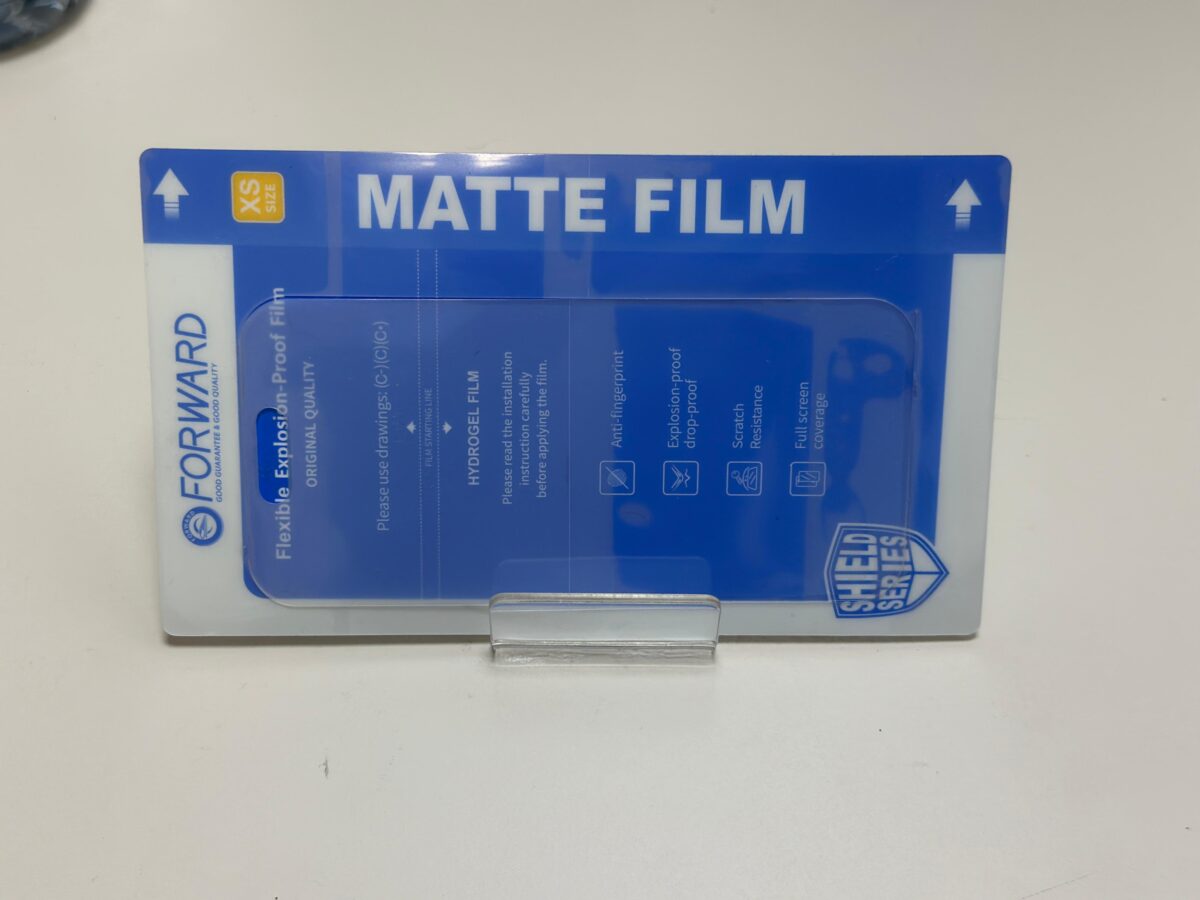 XS
SIZE
MATTE FILM
FORWARD
FORWARD
GOOD GUARANTEE & GOOD QUALITY
Flexible Explosion-Proof Film
ORIGINAL QUALITY
Please use drawings: (C-)(C)(C+)
FILM STARTING LINE
HYDROGEL FILM
Please read the installation
instruction carefully
before applying the film.
Anti-fingerprint
Explosion-proof
drop-proof
Scratch
Resistance
Full screen
coverage
SHIELD
SERIES